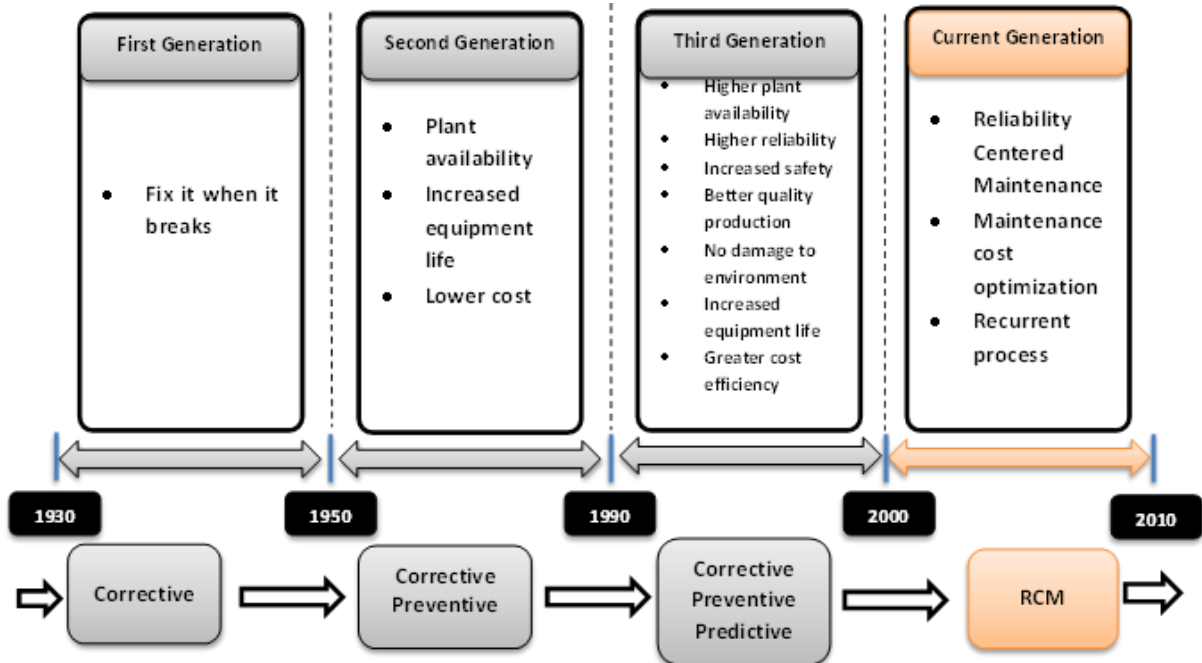 First Generation
Fix it when it
breaks
Second Generation
Plant
availability
Increased
equipment
life
Lower cost
Third Generation
Higher plant
availability
Higher reliability
Increased safety
Better quality
production
No damage to
environment
Increased
equipment life
Greater cost
efficiency
Current Generation
Reliability
Centered
Maintenance
Maintenance
cost
optimization
Recurrent
process
1930
1950
1990
2000
2010
Corrective
Corrective
Preventive
Corrective
Preventive
Predictive
RCM